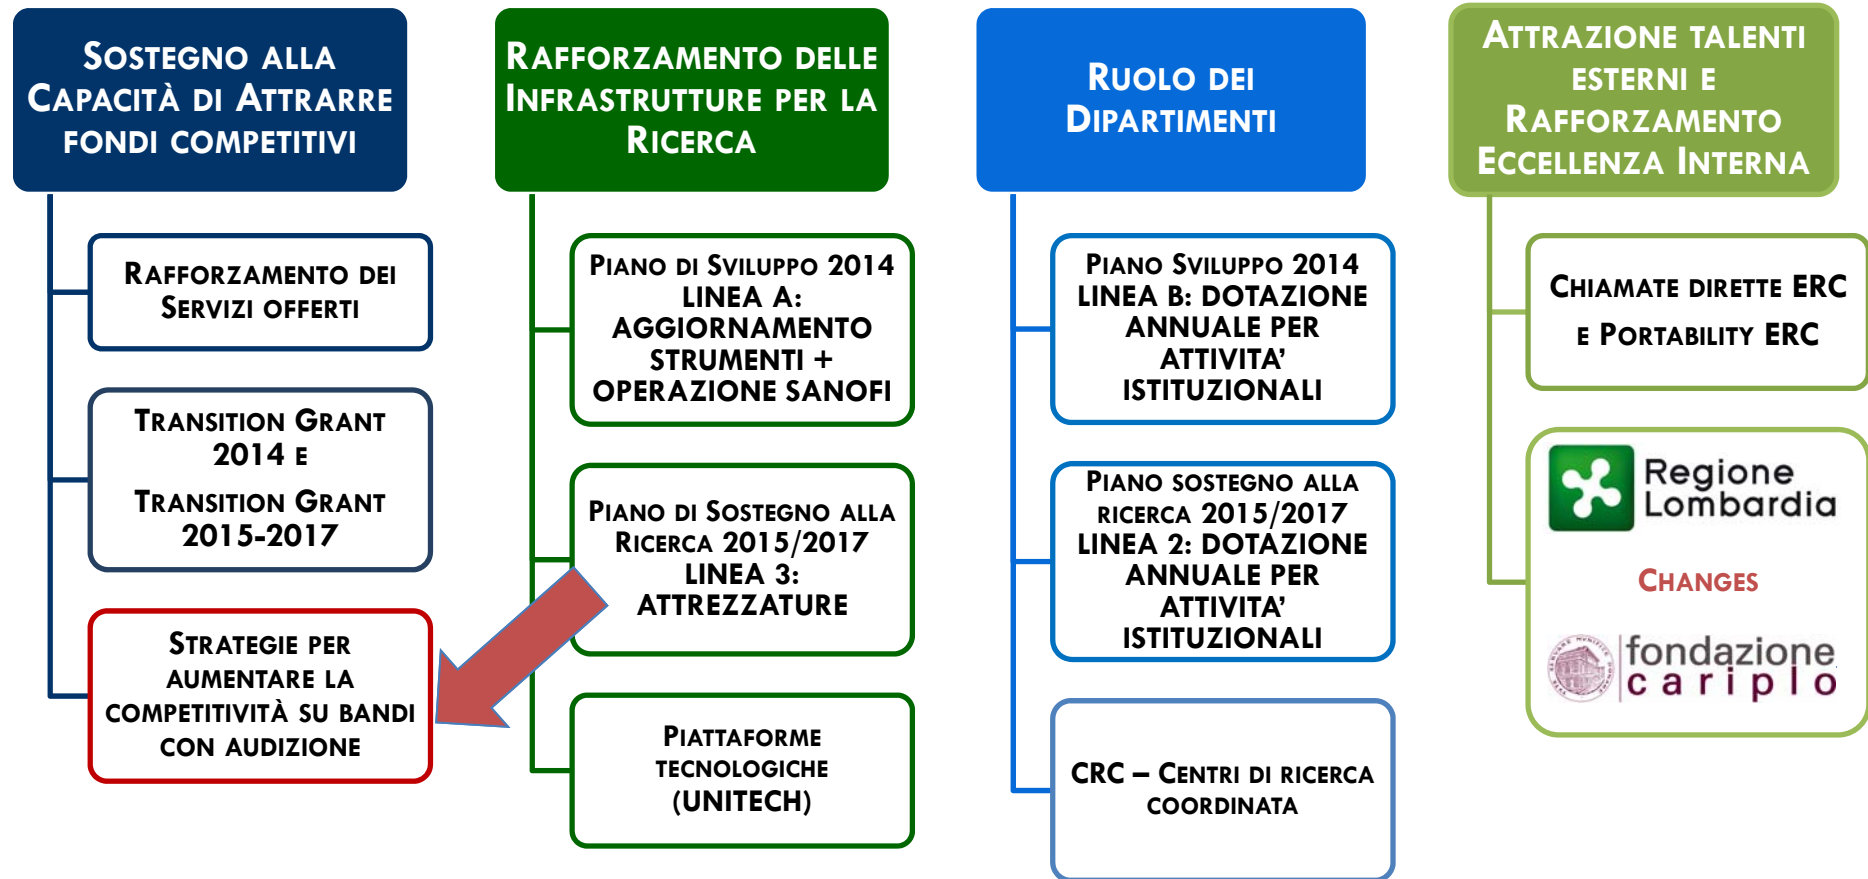 Sostegno alla
Capacità di Attrarre
fondi competitivi
Rafforzamento dei
Servizi offerti
Transition Grant
2014 e
Transition Grant
2015-2017
Strategie per
aumentare la
competitività su bandi
con audizione
Rafforzamento delle
Infrastrutture per la
Ricerca
Piano di Sviluppo 2014
LINEA A:
AGGIORNAMENTO
STRUMENTI +
OPERAZIONE SANOFI
Piano di Sostegno alla
Ricerca 2015/2017
LINEA 3:
ATTREZZATURE
Piattaforme
tecnologiche
(UNITECH)
Ruolo dei
Dipartimenti
Piano Sviluppo 2014
LINEA B: DOTAZIONE
ANNUALE PER
ATTIVITA'
ISTITUZIONALI
Piano sostegno alla
ricerca 2015/2017
LINEA 2: DOTAZIONE
ANNUALE PER
ATTIVITA'
ISTITUZIONALI
CRC – Centri di ricerca
coordinata
Attrazione talenti
esterni e
Rafforzamento
Eccellenza Interna
Chiamate dirette ERC
e Portability ERC
Regione
Lombardia
Changes
fondazione
cariplo